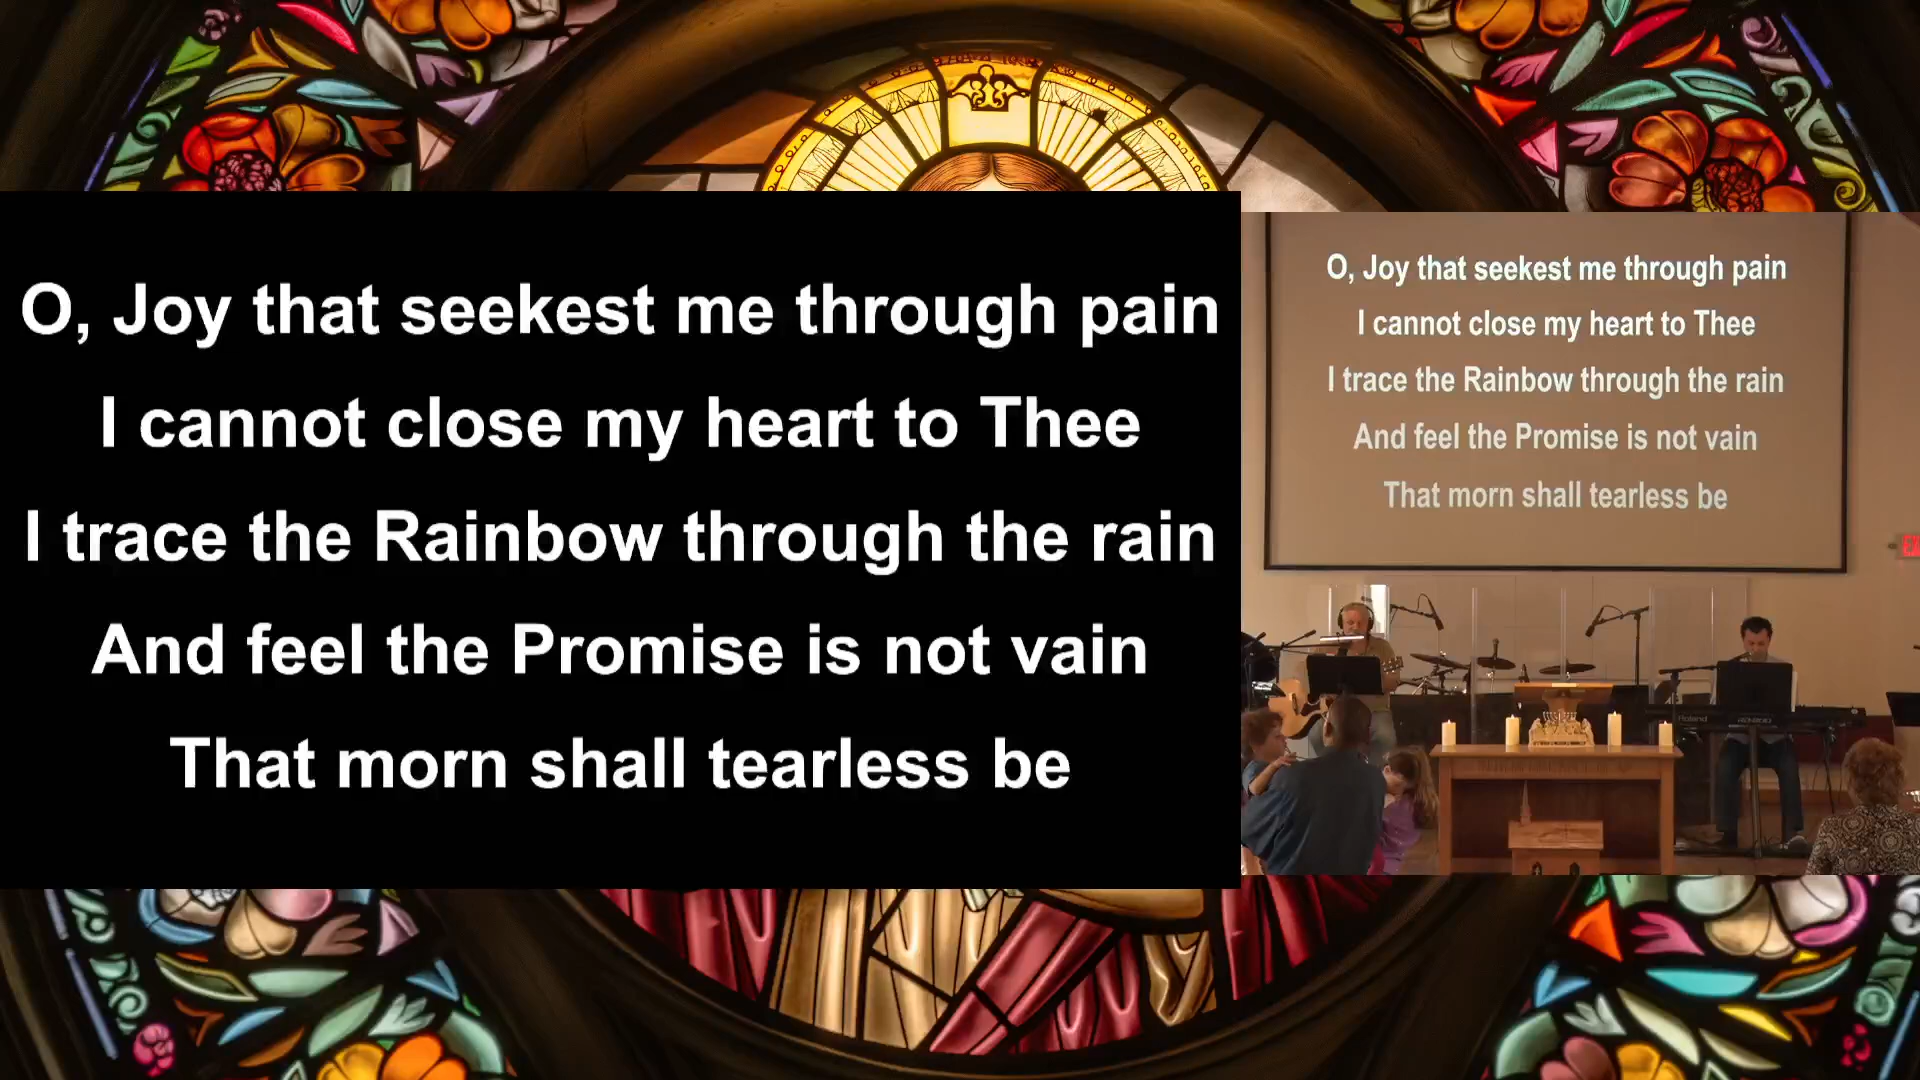 O, Joy that seekest me through pain
I cannot close my heart to Thee
I trace the Rainbow through the rain
And feel the Promise is not vain
That morn shall tearless be
O, Joy that seekest me through pain
I cannot close my heart to Thee
I trace the Rainbow through the rain
And feel the Promise is not vain
That morn shall tearless be
Roland